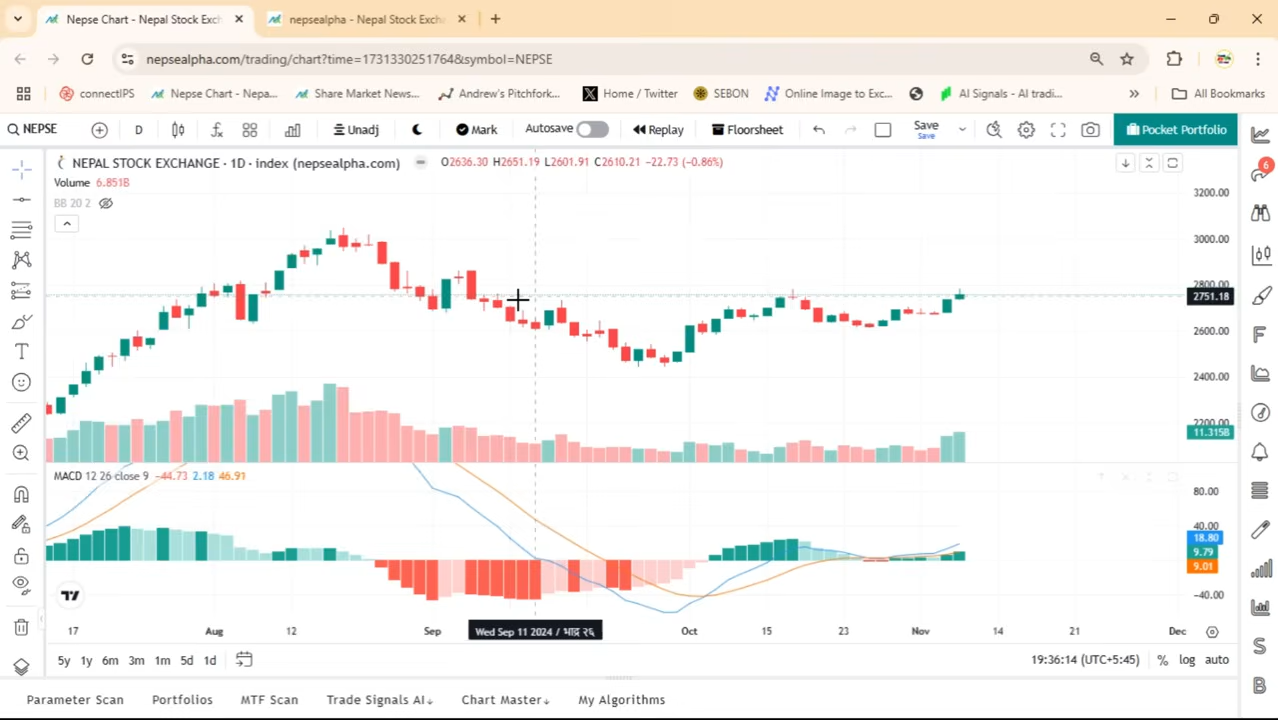 Nepse Chart - Nepal Stock Exc
nepsealpha - Nepal Stock Exch
nepsealpha.com/trading/chart?time=1731330251764&symbol=NEPSE
connectIPS
Nepse Chart - Nepa...
Share Market News...
Andrew's Pitchfork...
Home / Twitter
SEBON
Online Image to Exc...
AI Signals - AI tradi...
All Bookmarks
NEPSE
D
Unadj
Mark
Autosave
Replay
Floorsheet
Save
Save
Pocket Portfolio
NEPAL STOCK EXCHANGE · 1D · index (nepsealpha.com)
O2636.30 H2651.19 L2601.91 C2610.21 −22.73 (−0.86%)
Volume 6.851B
BB 20 2
3200.00
3000.00
2800.00
2751.18
2600.00
2400.00
2200.00
11.315B
MACD 12 26 close 9 −44.73 2.18 46.91
80.00
40.00
18.80
9.79
9.01
−40.00
17
Aug
12
Sep
Wed Sep 11 2024 / भाद्र २६
Oct
15
23
Nov
14
21
Dec
5y 1y 6m 3m 1m 5d 1d
19:36:14 (UTC+5:45)
% log auto
Parameter Scan
Portfolios
MTF Scan
Trade Signals AI↓
Chart Master↓
My Algorithms
6
F
S
B